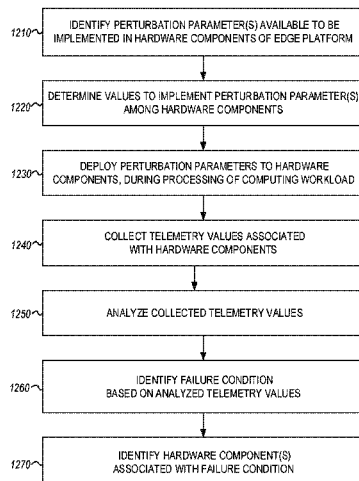 1210
IDENTIFY PERTURBATION PARAMETER(S) AVAILABLE TO BE
IMPLEMENTED IN HARDWARE COMPONENTS OF EDGE PLATFORM
1220
DETERMINE VALUES TO IMPLEMENT PERTURBATION PARAMETER(S)
AMONG HARDWARE COMPONENTS
1230
DEPLOY PERTURBATION PARAMETERS TO HARDWARE
COMPONENTS, DURING PROCESSING OF COMPUTING WORKLOAD
1240
COLLECT TELEMETRY VALUES ASSOCIATED
WITH HARDWARE COMPONENTS
1250
ANALYZE COLLECTED TELEMETRY VALUES
1260
IDENTIFY FAILURE CONDITION
BASED ON ANALYZED TELEMETRY VALUES
1270
IDENTIFY HARDWARE COMPONENT(S)
ASSOCIATED WITH FAILURE CONDITION